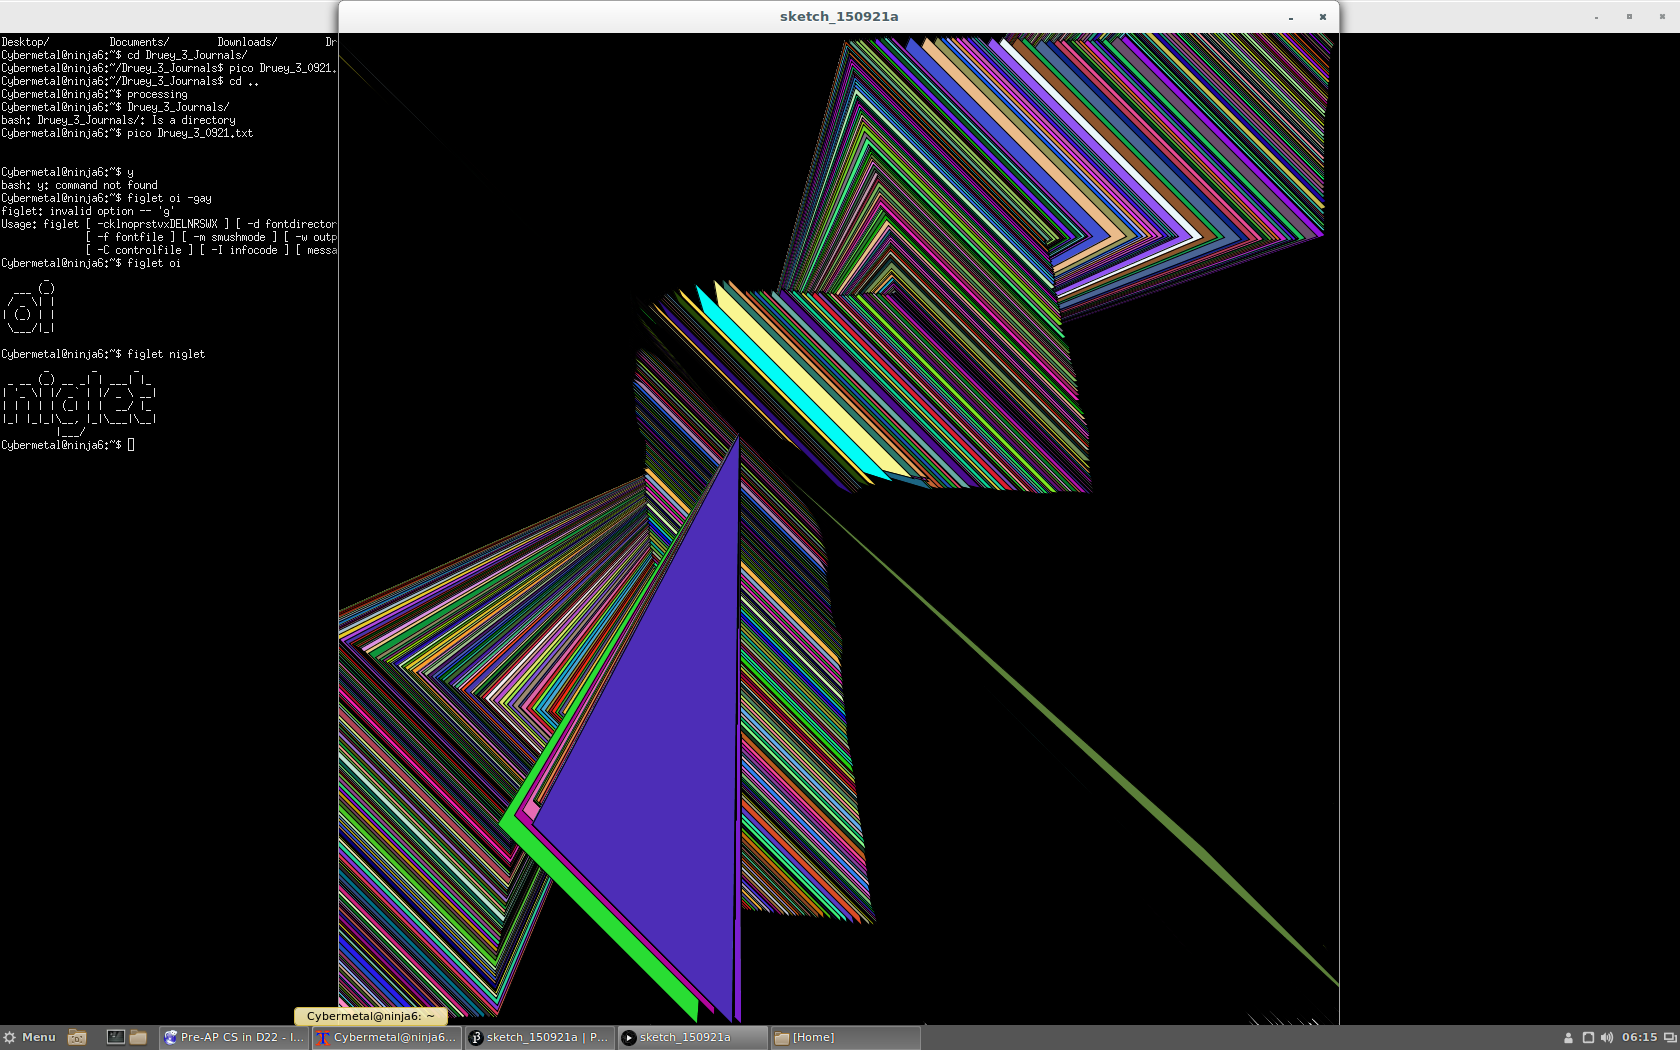 sketch_150921a
Desktop/ Documents/ Downloads/ Dr
Cybermetal@ninja6:~$ cd Druey_3_Journals/
Cybermetal@ninja6:~/Druey_3_Journals$ pico Druey_3_0921.
Cybermetal@ninja6:~/Druey_3_Journals$ cd ..
Cybermetal@ninja6:~$ processing
Cybermetal@ninja6:~$ Druey_3_Journals/
bash: Druey_3_Journals/: Is a directory
Cybermetal@ninja6:~$ pico Druey_3_0921.txt
Cybermetal@ninja6:~$ y
bash: y: command not found
Cybermetal@ninja6:~$ figlet oi -gay
figlet: invalid option -- 'g'
Usage: figlet [ -cklnoprstvxDELNRSWX ] [ -d fontdirector
[ -f fontfile ] [ -m smushmode ] [ -w outp
[ -C controlfile ] [ -I infocode ] [ messa
Cybermetal@ninja6:~$ figlet oi
oi
Cybermetal@ninja6:~$ figlet niglet
niglet
Cybermetal@ninja6:~$
Cybermetal@ninja6: ~
Menu
Pre-AP CS in D22 - I...
Cybermetal@ninja6...
sketch_150921a | P...
sketch_150921a
[Home]
06:15